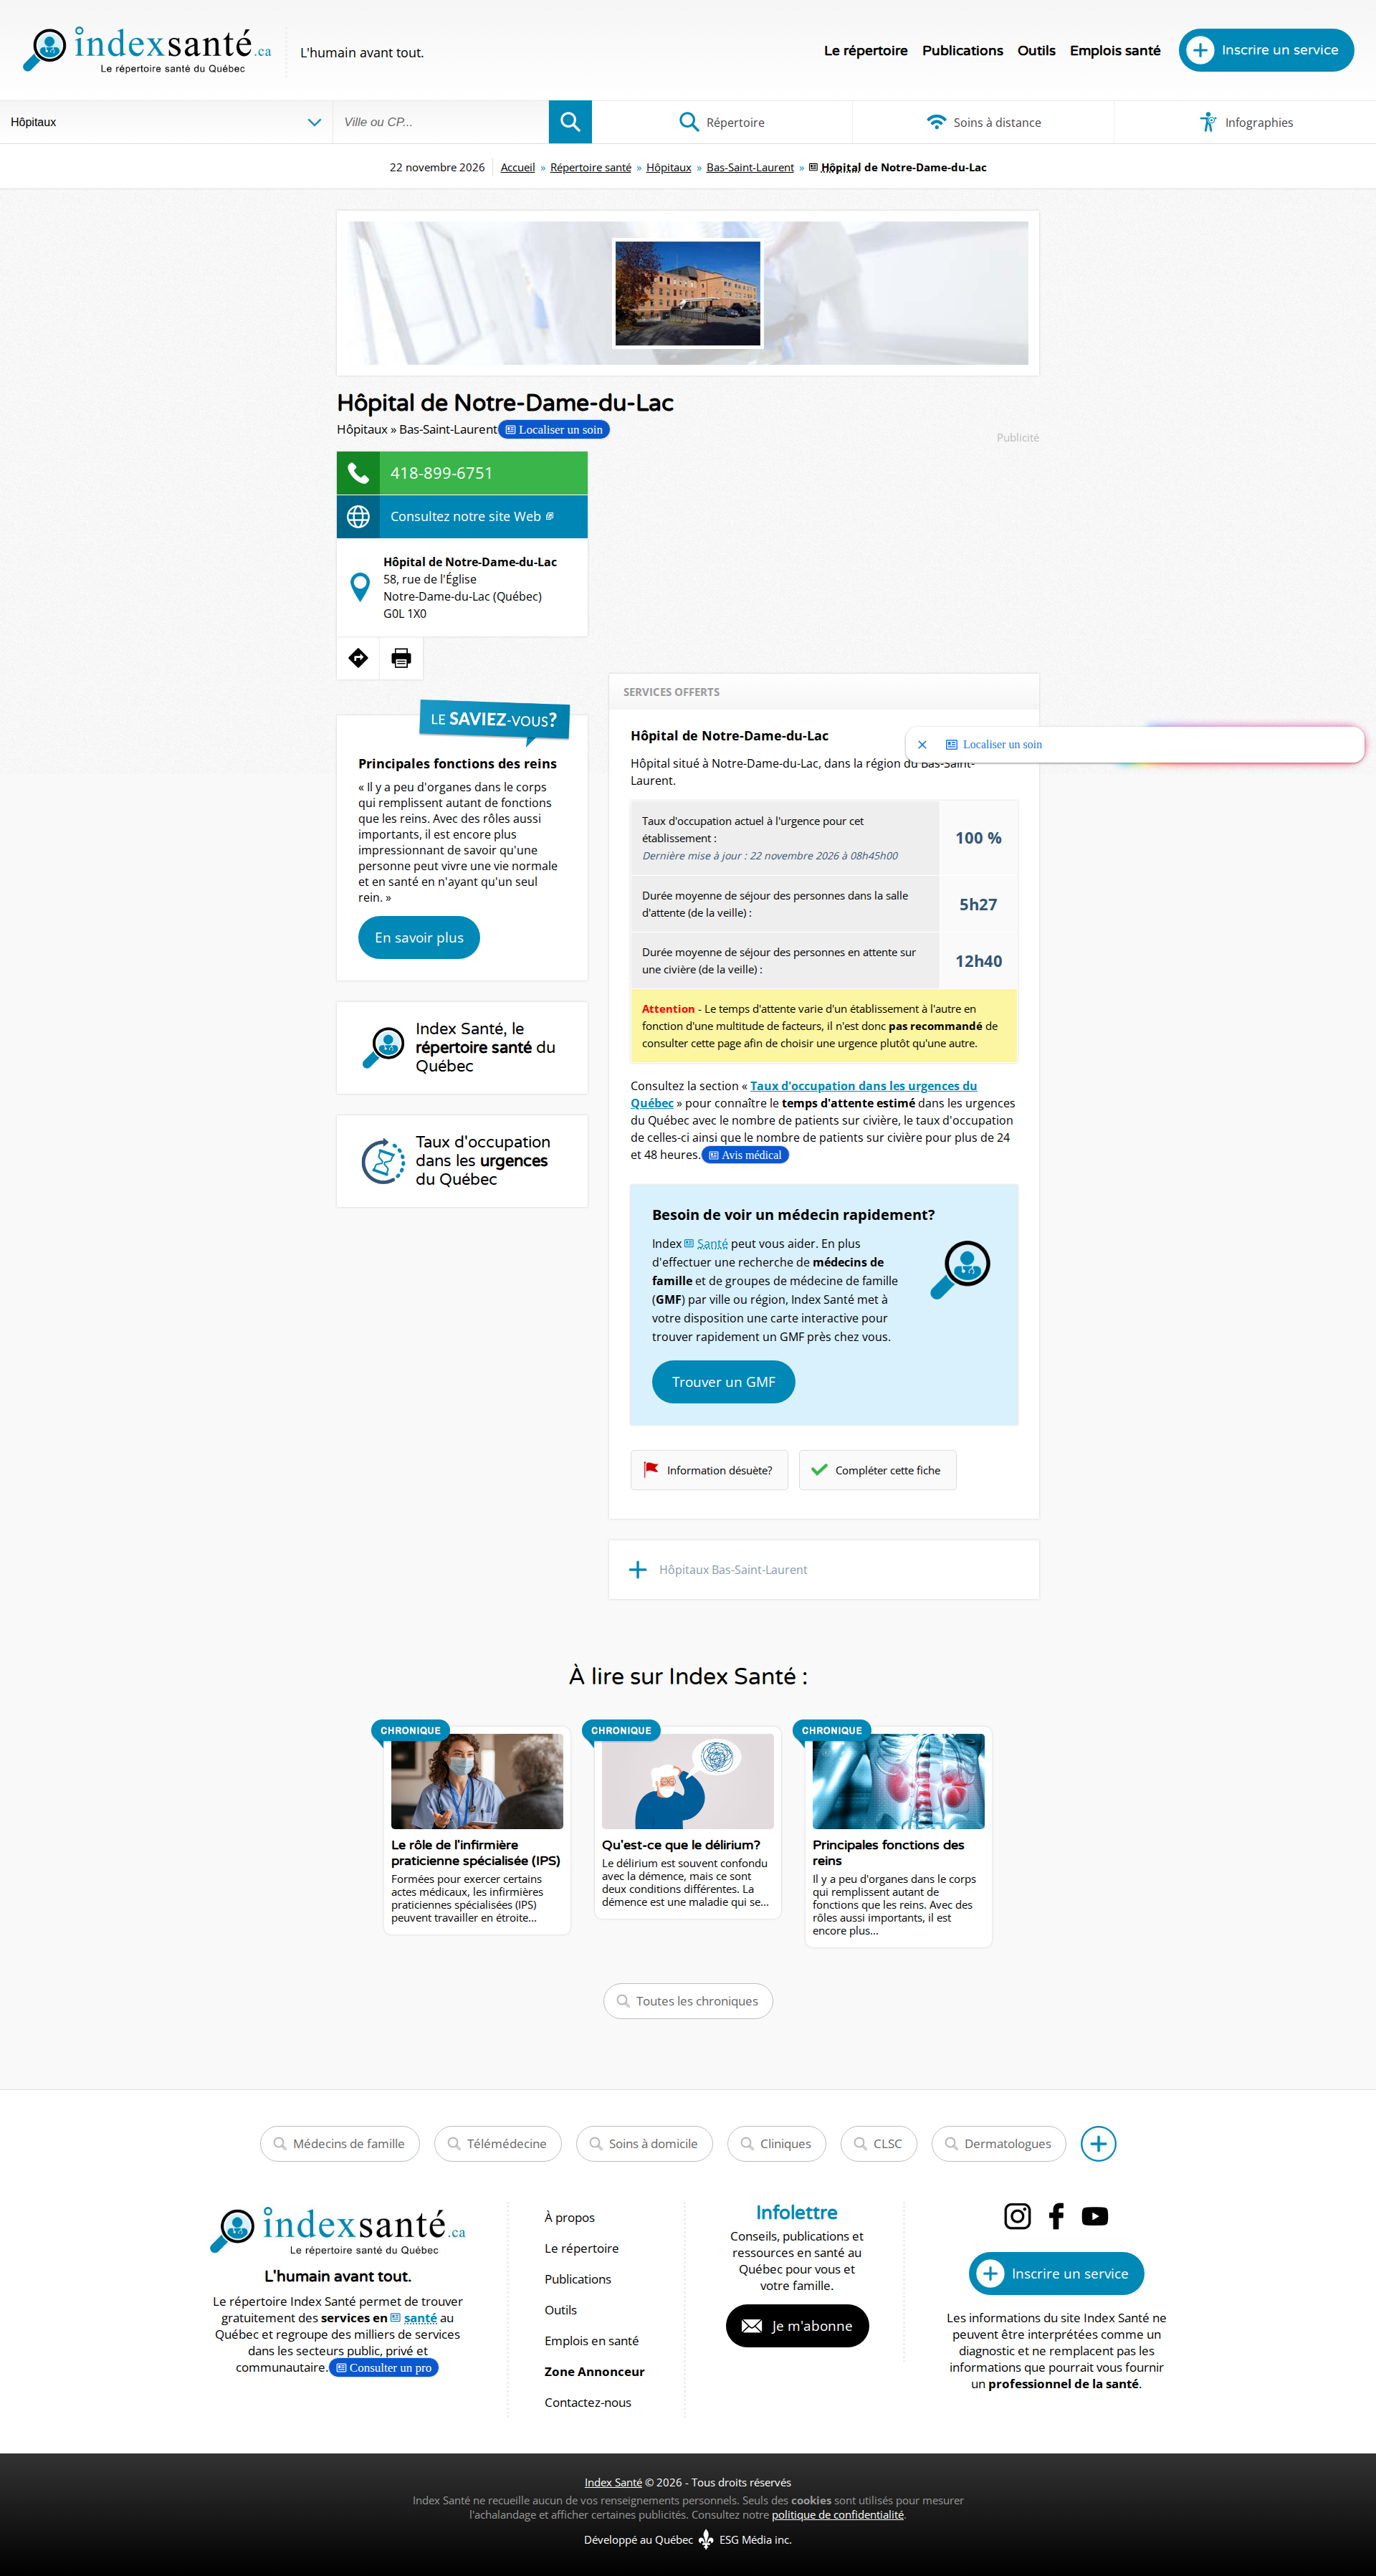 indexsanté.ca
Le répertoire santé du Québec
L'humain avant tout.
Le répertoire
Publications
Outils
Emplois santé
Inscrire un service
Hôpitaux
Ville ou CP...
Répertoire
Soins à distance
Infographies
22 novembre 2026
Accueil » Répertoire santé » Hôpitaux » Bas-Saint-Laurent » Hôpital de Notre-Dame-du-Lac
Hôpital de Notre-Dame-du-Lac
Hôpitaux » Bas-Saint-Laurent Localiser un soin
Publicité
418-899-6751
Consultez notre site Web
Hôpital de Notre-Dame-du-Lac
58, rue de l'Église
Notre-Dame-du-Lac (Québec)
G0L 1X0
LE SAVIEZ-VOUS?
Principales fonctions des reins
« Il y a peu d'organes dans le corps
qui remplissent autant de fonctions
que les reins. Avec des rôles aussi
importants, il est encore plus
impressionnant de savoir qu'une
personne peut vivre une vie normale
et en santé en n'ayant qu'un seul
rein. »
En savoir plus
Index Santé, le
répertoire santé du
Québec
Taux d'occupation
dans les urgences
du Québec
SERVICES OFFERTS
Hôpital de Notre-Dame-du-Lac
Localiser un soin
Hôpital situé à Notre-Dame-du-Lac, dans la région du Bas-Saint-
Laurent.
Taux d'occupation actuel à l'urgence pour cet
établissement :
Dernière mise à jour : 22 novembre 2026 à 08h45h00
100 %
Durée moyenne de séjour des personnes dans la salle
d'attente (de la veille) :
5h27
Durée moyenne de séjour des personnes en attente sur
une civière (de la veille) :
12h40
Attention - Le temps d'attente varie d'un établissement à l'autre en
fonction d'une multitude de facteurs, il n'est donc pas recommandé de
consulter cette page afin de choisir une urgence plutôt qu'une autre.
Consultez la section « Taux d'occupation dans les urgences du
Québec » pour connaître le temps d'attente estimé dans les urgences
du Québec avec le nombre de patients sur civière, le taux d'occupation
de celles-ci ainsi que le nombre de patients sur civière pour plus de 24
et 48 heures. Avis médical
Besoin de voir un médecin rapidement?
Index Santé peut vous aider. En plus
d'effectuer une recherche de médecins de
famille et de groupes de médecine de famille
(GMF) par ville ou région, Index Santé met à
votre disposition une carte interactive pour
trouver rapidement un GMF près chez vous.
Trouver un GMF
Information désuète?
Compléter cette fiche
Hôpitaux Bas-Saint-Laurent
À lire sur Index Santé :
CHRONIQUE
Le rôle de l'infirmière
praticienne spécialisée (IPS)
Formées pour exercer certains
actes médicaux, les infirmières
praticiennes spécialisées (IPS)
peuvent travailler en étroite...
CHRONIQUE
Qu'est-ce que le délirium?
Le délirium est souvent confondu
avec la démence, mais ce sont
deux conditions différentes. La
démence est une maladie qui se...
CHRONIQUE
Principales fonctions des
reins
Il y a peu d'organes dans le corps
qui remplissent autant de
fonctions que les reins. Avec des
rôles aussi importants, il est
encore plus...
Toutes les chroniques
Médecins de famille
Télémédecine
Soins à domicile
Cliniques
CLSC
Dermatologues
indexsanté.ca
Le répertoire santé du Québec
L'humain avant tout.
Le répertoire Index Santé permet de trouver
gratuitement des services en santé au
Québec et regroupe des milliers de services
dans les secteurs public, privé et
communautaire. Consulter un pro
À propos
Le répertoire
Publications
Outils
Emplois en santé
Zone Annonceur
Contactez-nous
Infolettre
Conseils, publications et
ressources en santé au
Québec pour vous et
votre famille.
Je m'abonne
Inscrire un service
Les informations du site Index Santé ne
peuvent être interprétées comme un
diagnostic et ne remplacent pas les
informations que pourrait vous fournir
un professionnel de la santé.
Index Santé © 2026 - Tous droits réservés
Index Santé ne recueille aucun de vos renseignements personnels. Seuls des cookies sont utilisés pour mesurer
l'achalandage et afficher certaines publicités. Consultez notre politique de confidentialité.
Développé au Québec ESG Média inc.